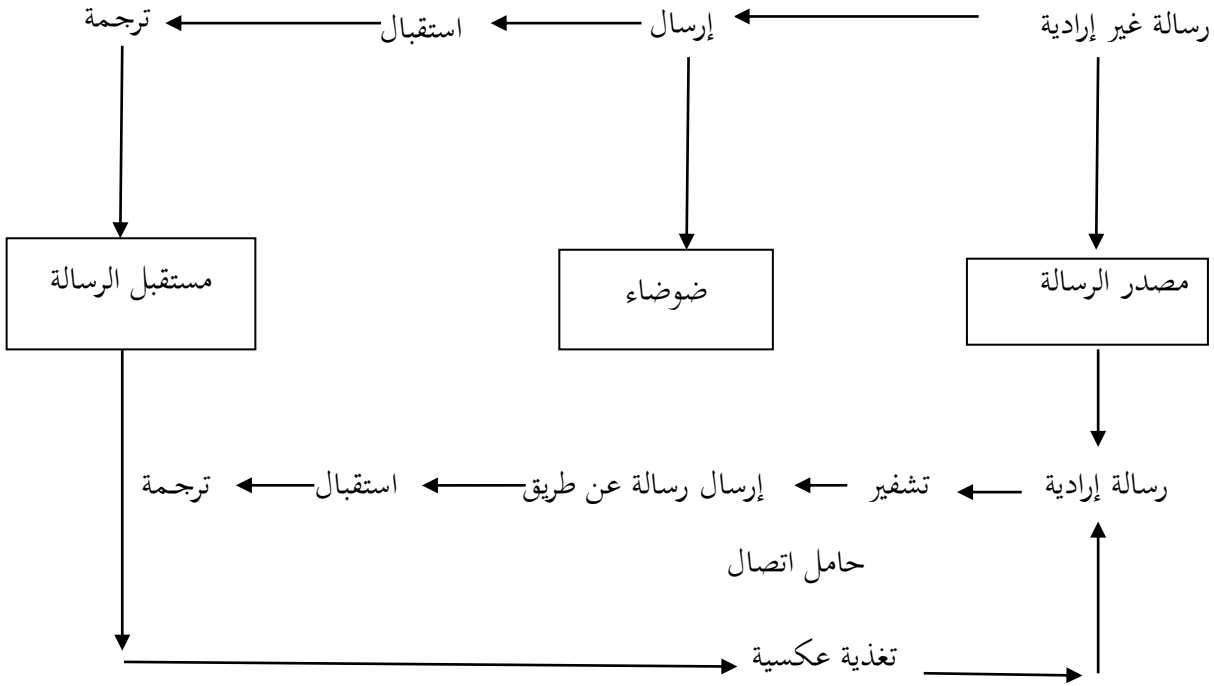 رسالة غير إرادية إرسال استقبال ترجمة
مصدر الرسالة ضوضاء مستقبل الرسالة
رسالة إرادية تشفير إرسال رسالة عن طريق استقبال ترجمة
حامل اتصال
تغذية عكسية